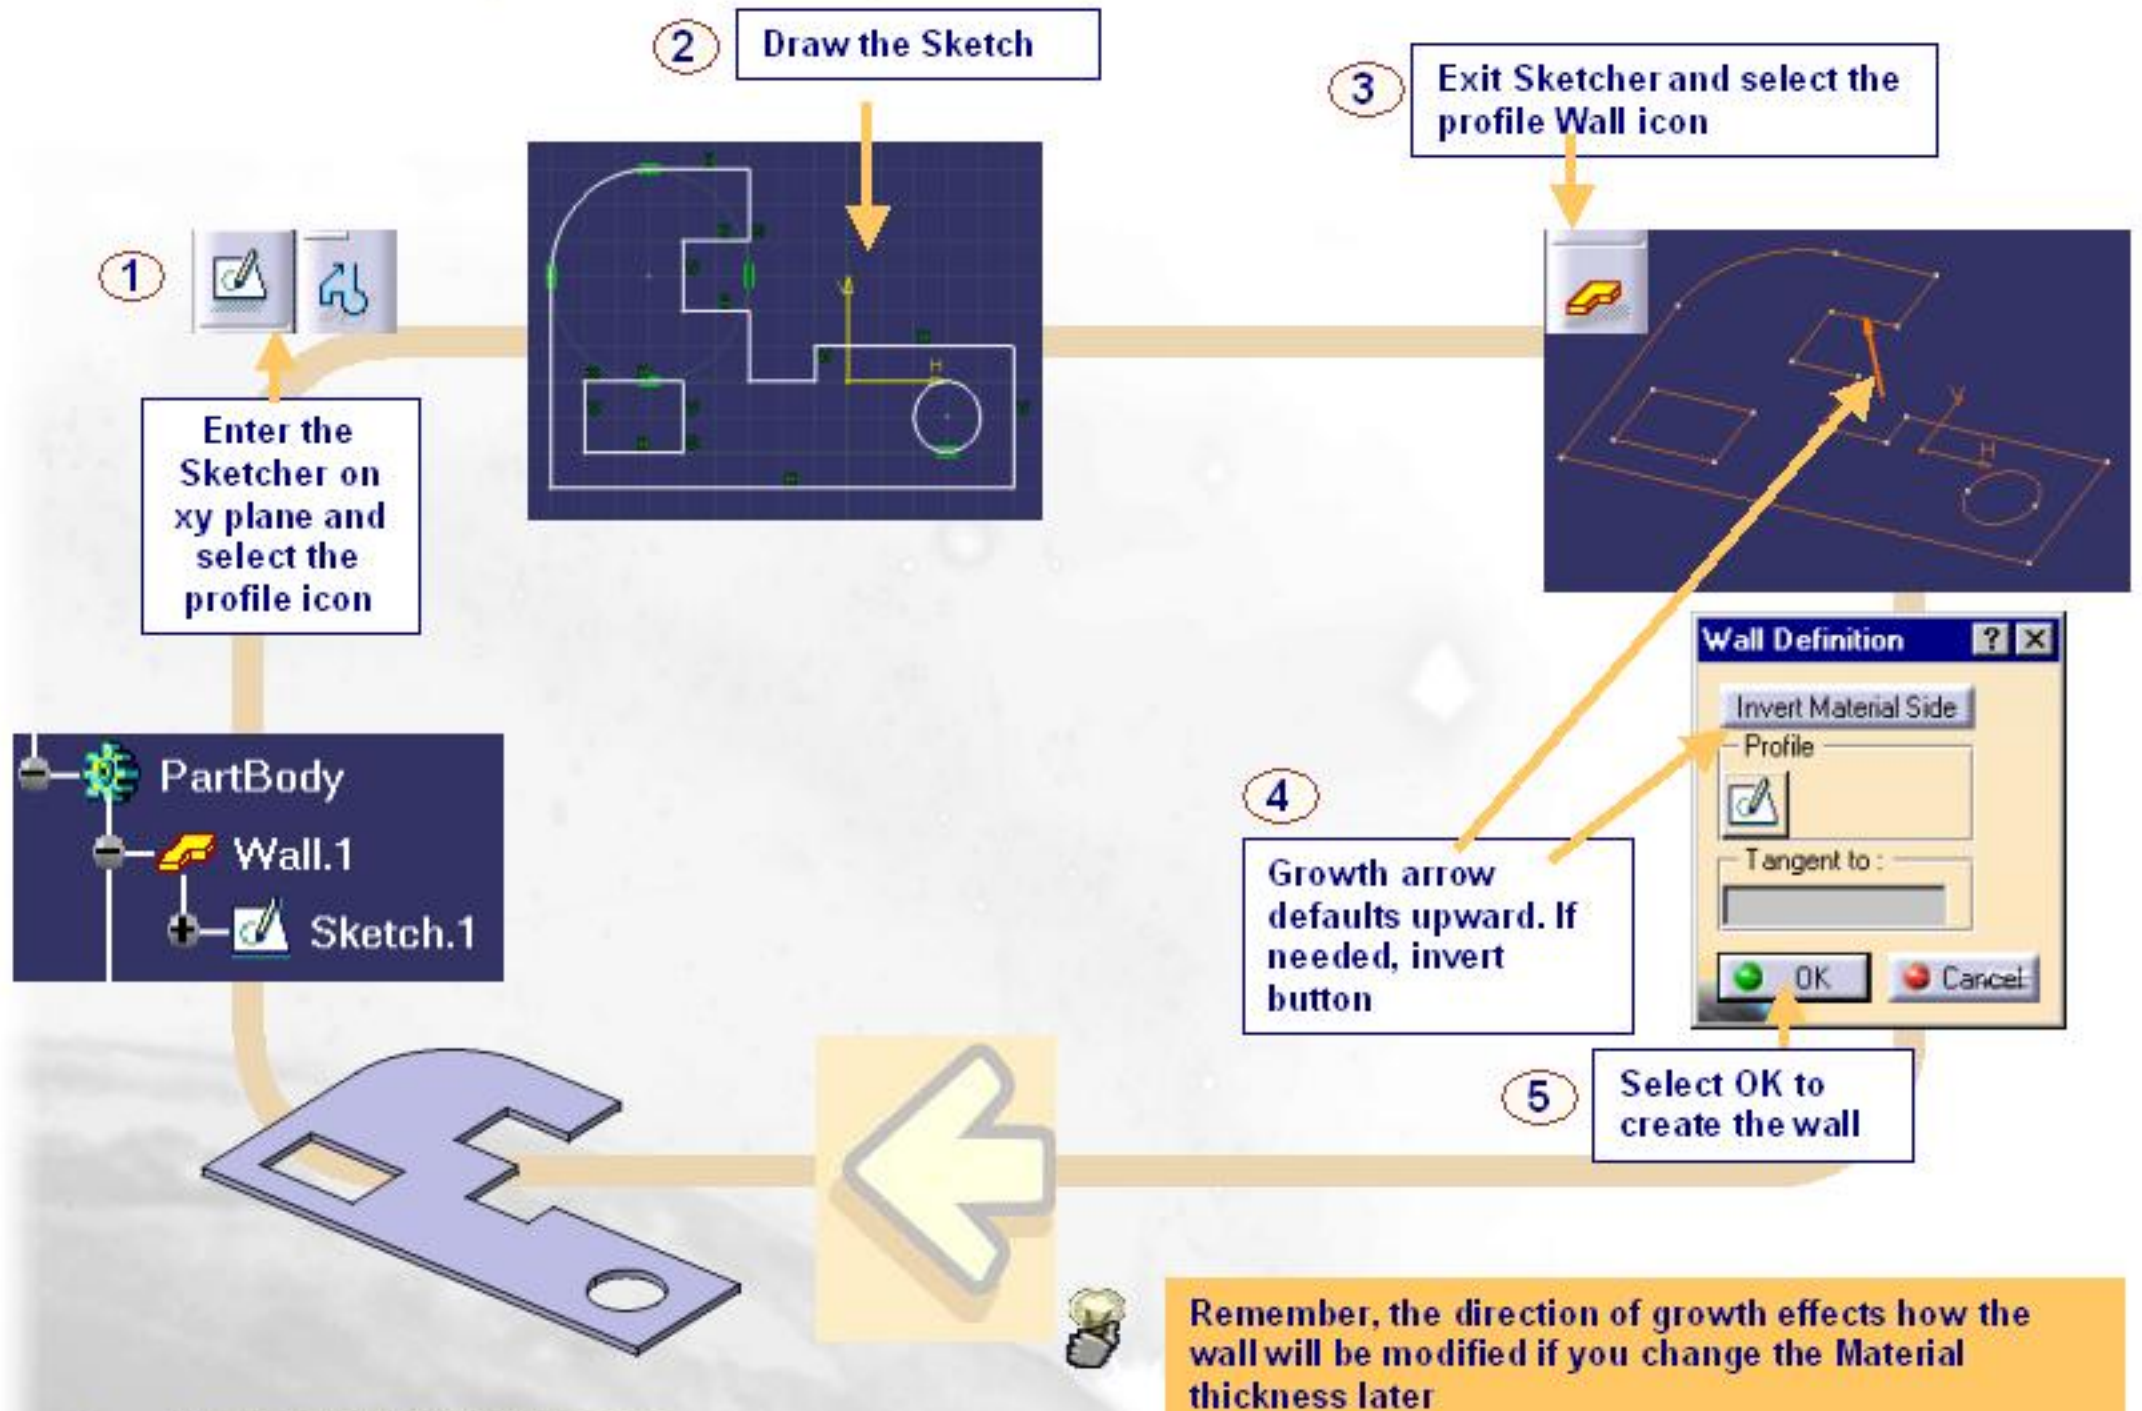 2
Draw the Sketch
3
Exit Sketcher and select the
profile Wall icon
1
Enter the
Sketcher on
xy plane and
select the
profile icon
V
H
V
H
Wall Definition
Invert Material Side
Profile
Tangent to :
OK
Cancel
4
Growth arrow
defaults upward. If
needed, invert
button
5
Select OK to
create the wall
PartBody
Wall.1
Sketch.1
Remember, the direction of growth effects how the
wall will be modified if you change the Material
thickness later